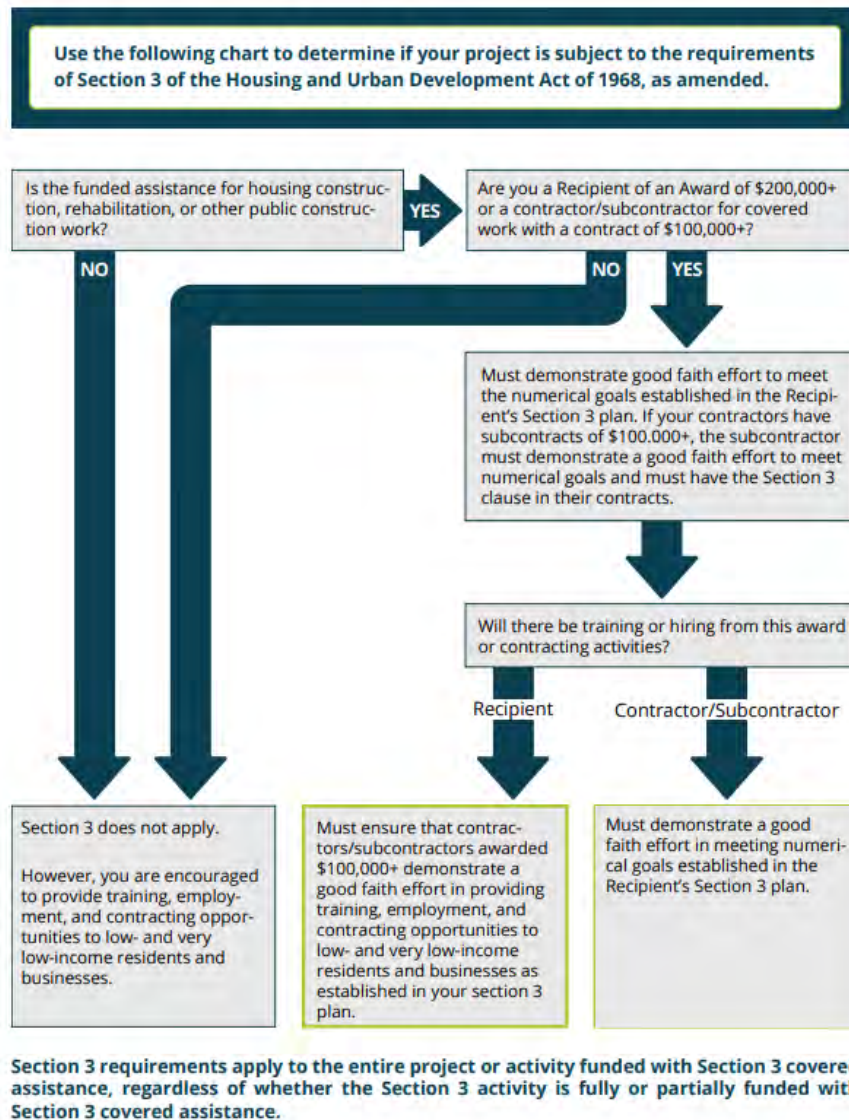 Use the following chart to determine if your project is subject to the requirements
of Section 3 of the Housing and Urban Development Act of 1968, as amended.
Is the funded assistance for housing construc-
tion, rehabilitation, or other public construc-
tion work?
YES
Are you a Recipient of an Award of $200,000+
or a contractor/subcontractor for covered
work with a contract of $100,000+?
NO
NO
YES
Must demonstrate good faith effort to meet
the numerical goals established in the Recipi-
ent's Section 3 plan. If your contractors have
subcontracts of $100.000+, the subcontractor
must demonstrate a good faith effort to meet
numerical goals and must have the Section 3
clause in their contracts.
Will there be training or hiring from this award
or contracting activities?
Recipient
Contractor/Subcontractor
Section 3 does not apply.
However, you are encouraged
to provide training, employ-
ment, and contracting oppor-
tunities to low- and very
low-income residents and
businesses.
Must ensure that contrac-
tors/subcontractors awarded
$100,000+ demonstrate a
good faith effort in providing
training, employment, and
contracting opportunities to
low- and very low-income
residents and businesses as
established in your section 3
plan.
Must demonstrate a good
faith effort in meeting numeri-
cal goals established in the
Recipient's Section 3 plan.
Section 3 requirements apply to the entire project or activity funded with Section 3 covere
assistance, regardless of whether the Section 3 activity is fully or partially funded wit
Section 3 covered assistance.